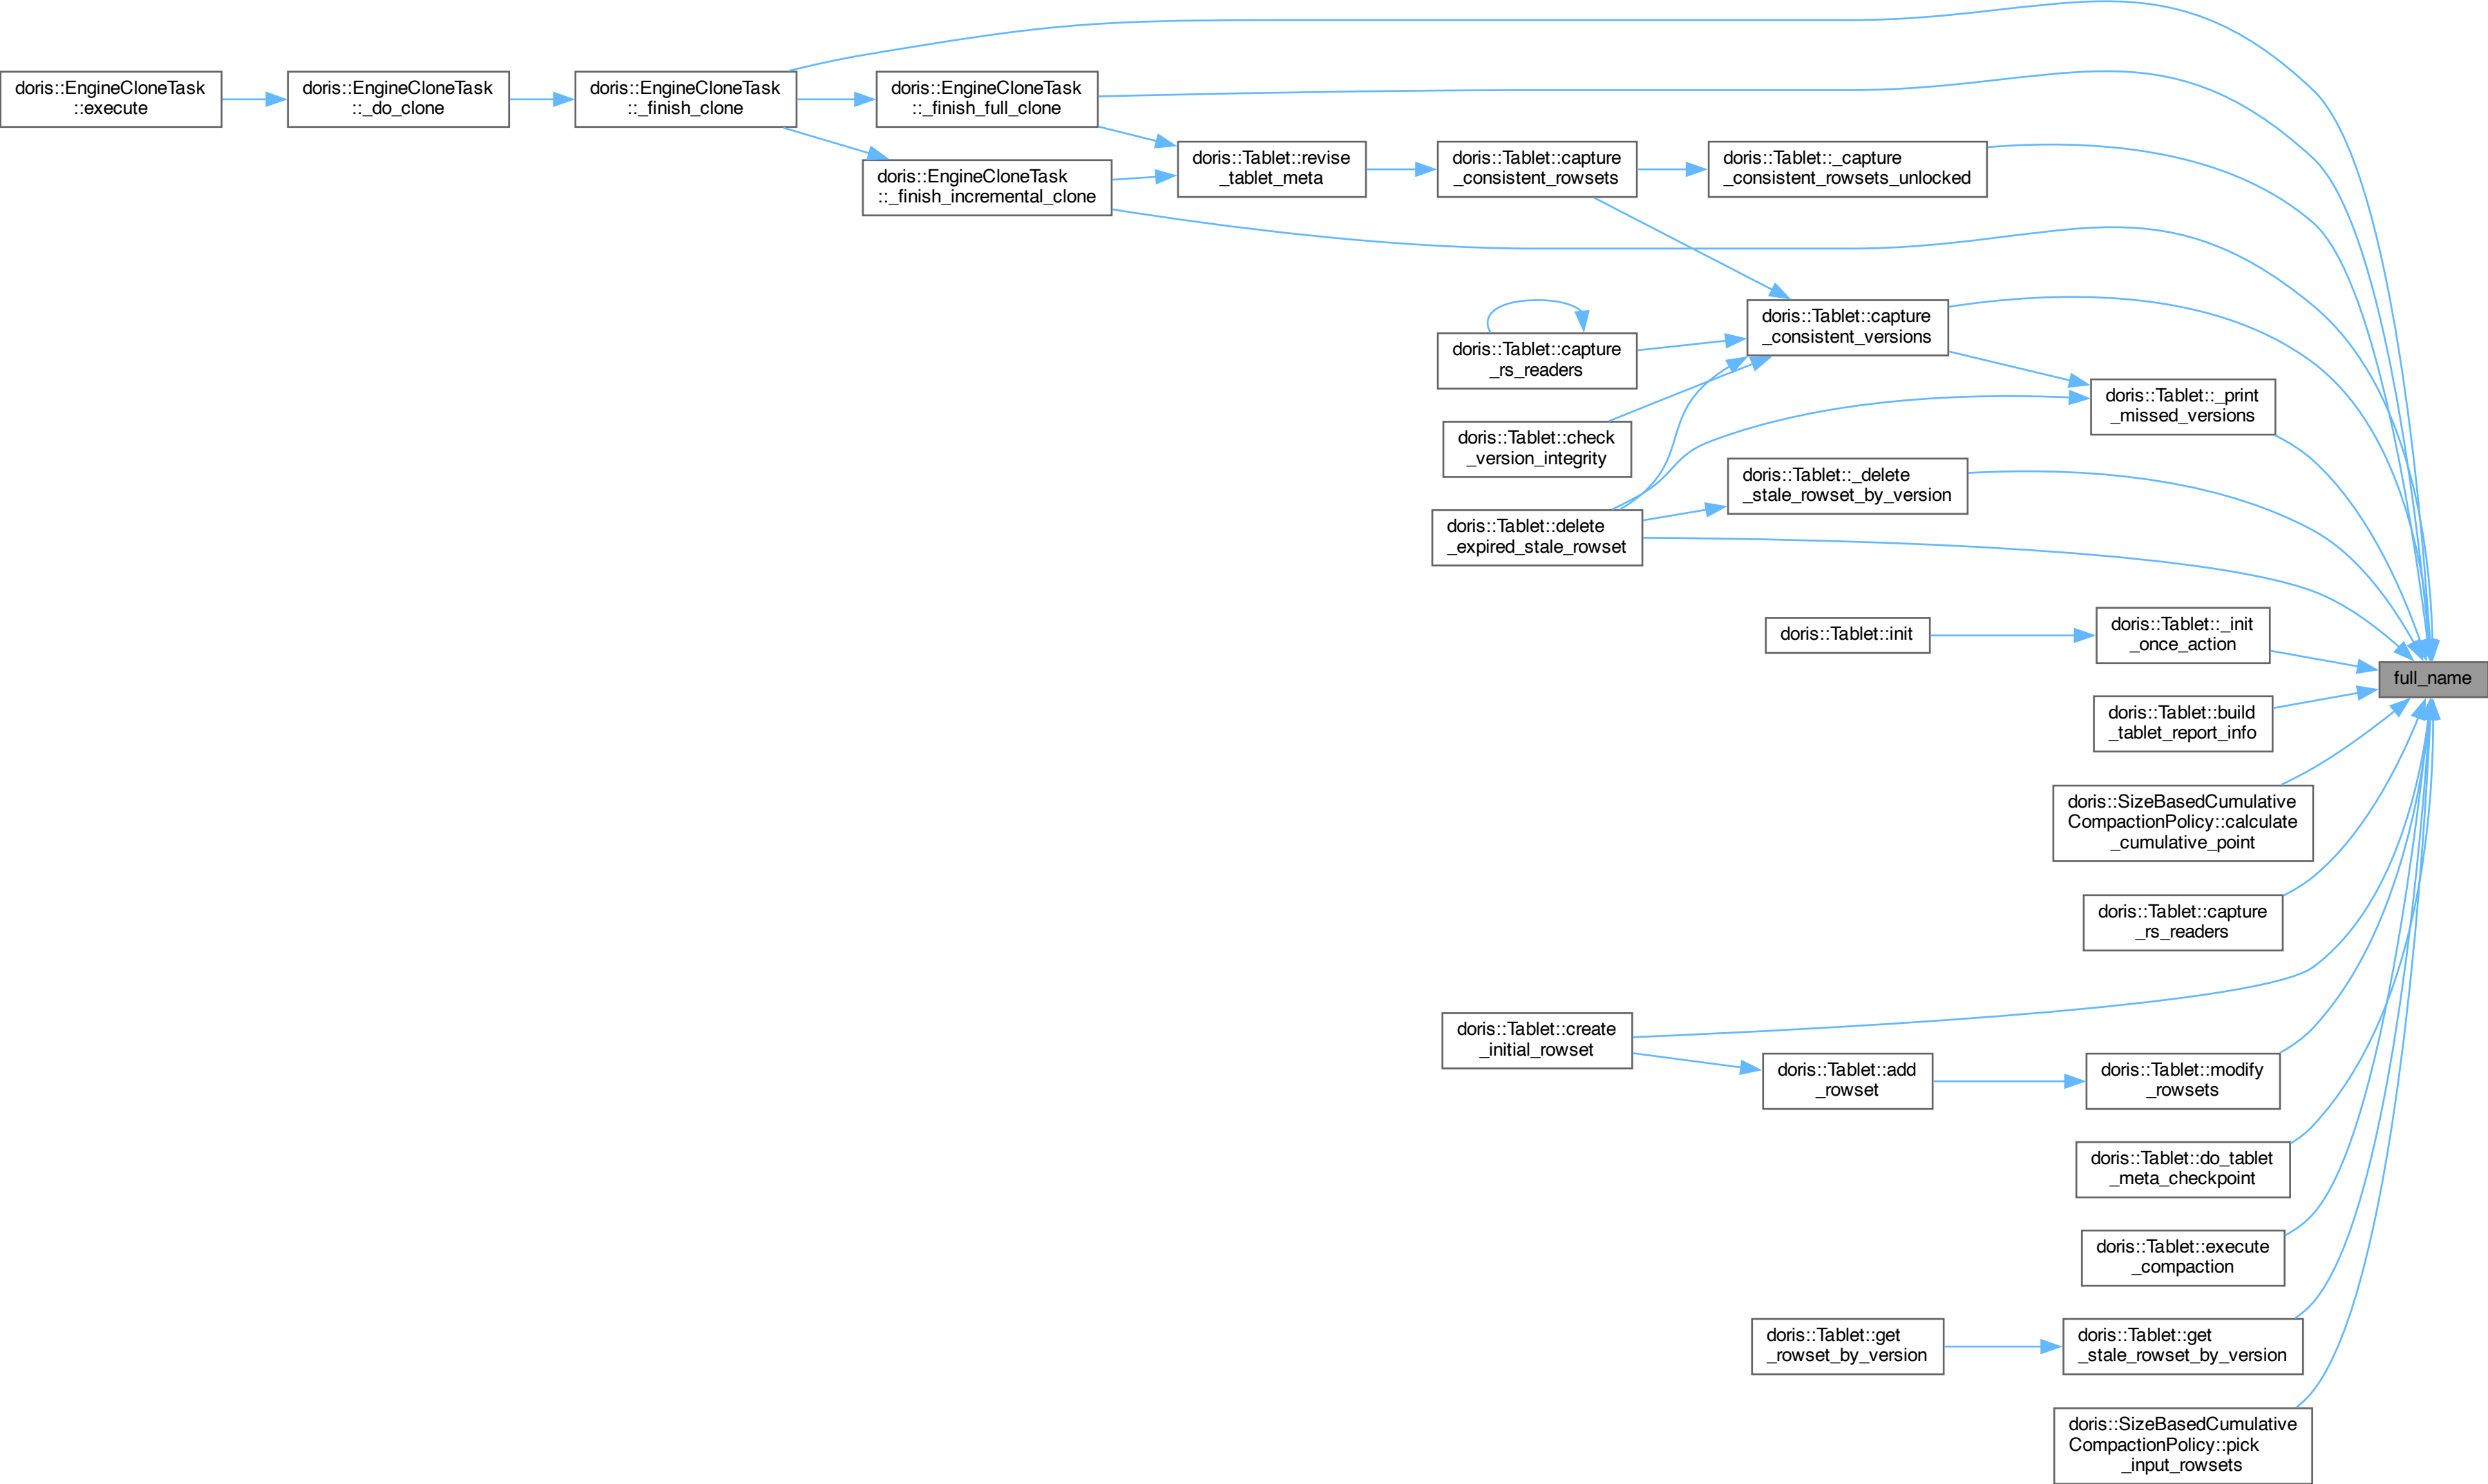 doris::EngineCloneTask
::execute
doris::EngineCloneTask
::_do_clone
doris::EngineCloneTask
::_finish_clone
doris::EngineCloneTask
::_finish_full_clone
doris::EngineCloneTask
::_finish_incremental_clone
doris::Tablet::revise
_tablet_meta
doris::Tablet::capture
_consistent_rowsets
doris::Tablet::_capture
_consistent_rowsets_unlocked
doris::Tablet::capture
_consistent_versions
doris::Tablet::capture
_rs_readers
doris::Tablet::_print
_missed_versions
doris::Tablet::check
_version_integrity
doris::Tablet::_delete
_stale_rowset_by_version
doris::Tablet::delete
_expired_stale_rowset
doris::Tablet::init
doris::Tablet::_init
_once_action
full_name
doris::Tablet::build
_tablet_report_info
doris::SizeBasedCumulative
CompactionPolicy::calculate
_cumulative_point
doris::Tablet::capture
_rs_readers
doris::Tablet::create
_initial_rowset
doris::Tablet::add
_rowset
doris::Tablet::modify
_rowsets
doris::Tablet::do_tablet
_meta_checkpoint
doris::Tablet::execute
_compaction
doris::Tablet::get
_rowset_by_version
doris::Tablet::get
_stale_rowset_by_version
doris::SizeBasedCumulative
CompactionPolicy::pick
_input_rowsets